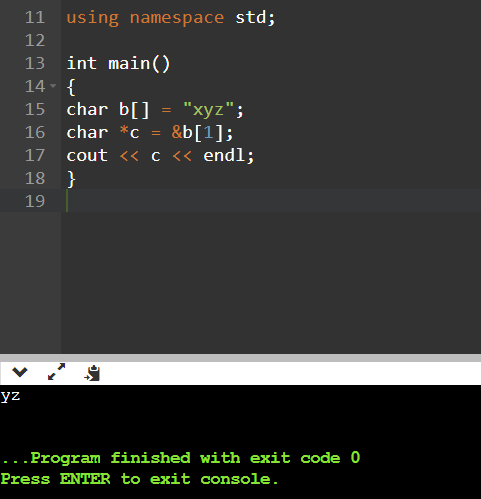 11 using namespace std;
12
13 int main()
14 {
15 char b[] = "xyz";
16 char *c = &b[1];
17 cout << c << endl;
18 }
19
yz
...Program finished with exit code 0
Press ENTER to exit console.